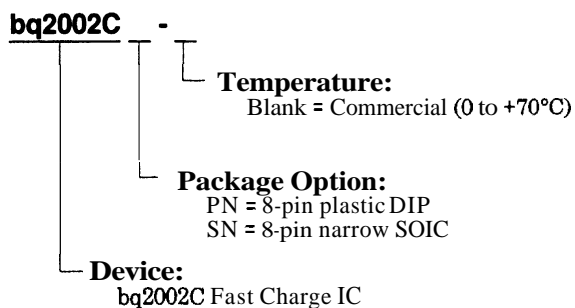 bq2002C _ - _
Temperature:
Blank = Commercial (0 to +70°C)
Package Option:
PN = 8-pin plastic DIP
SN = 8-pin narrow SOIC
Device:
bq2002C Fast Charge IC